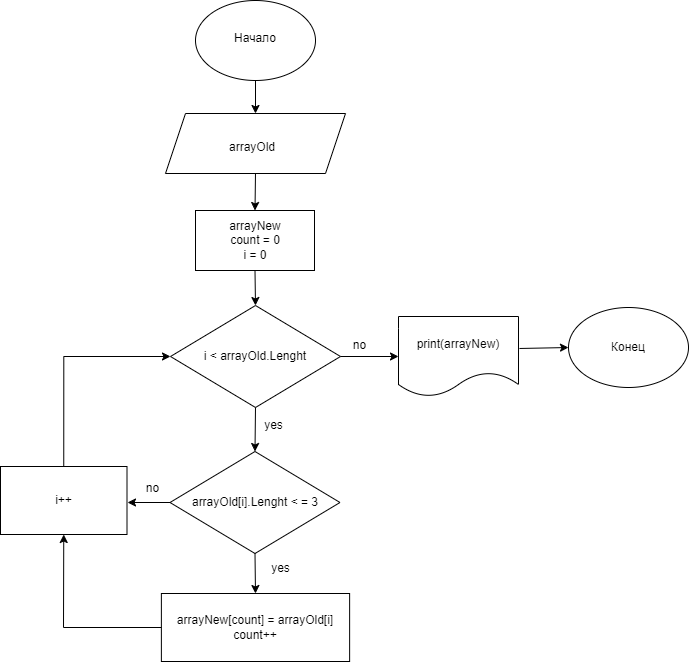 Начало
arrayOld
arrayNew
count = 0
i = 0
i < arrayOld.Lenght
no
print(arrayNew)
Конец
yes
arrayOld[i].Lenght < = 3
no
i++
yes
arrayNew[count] = arrayOld[i]
count++